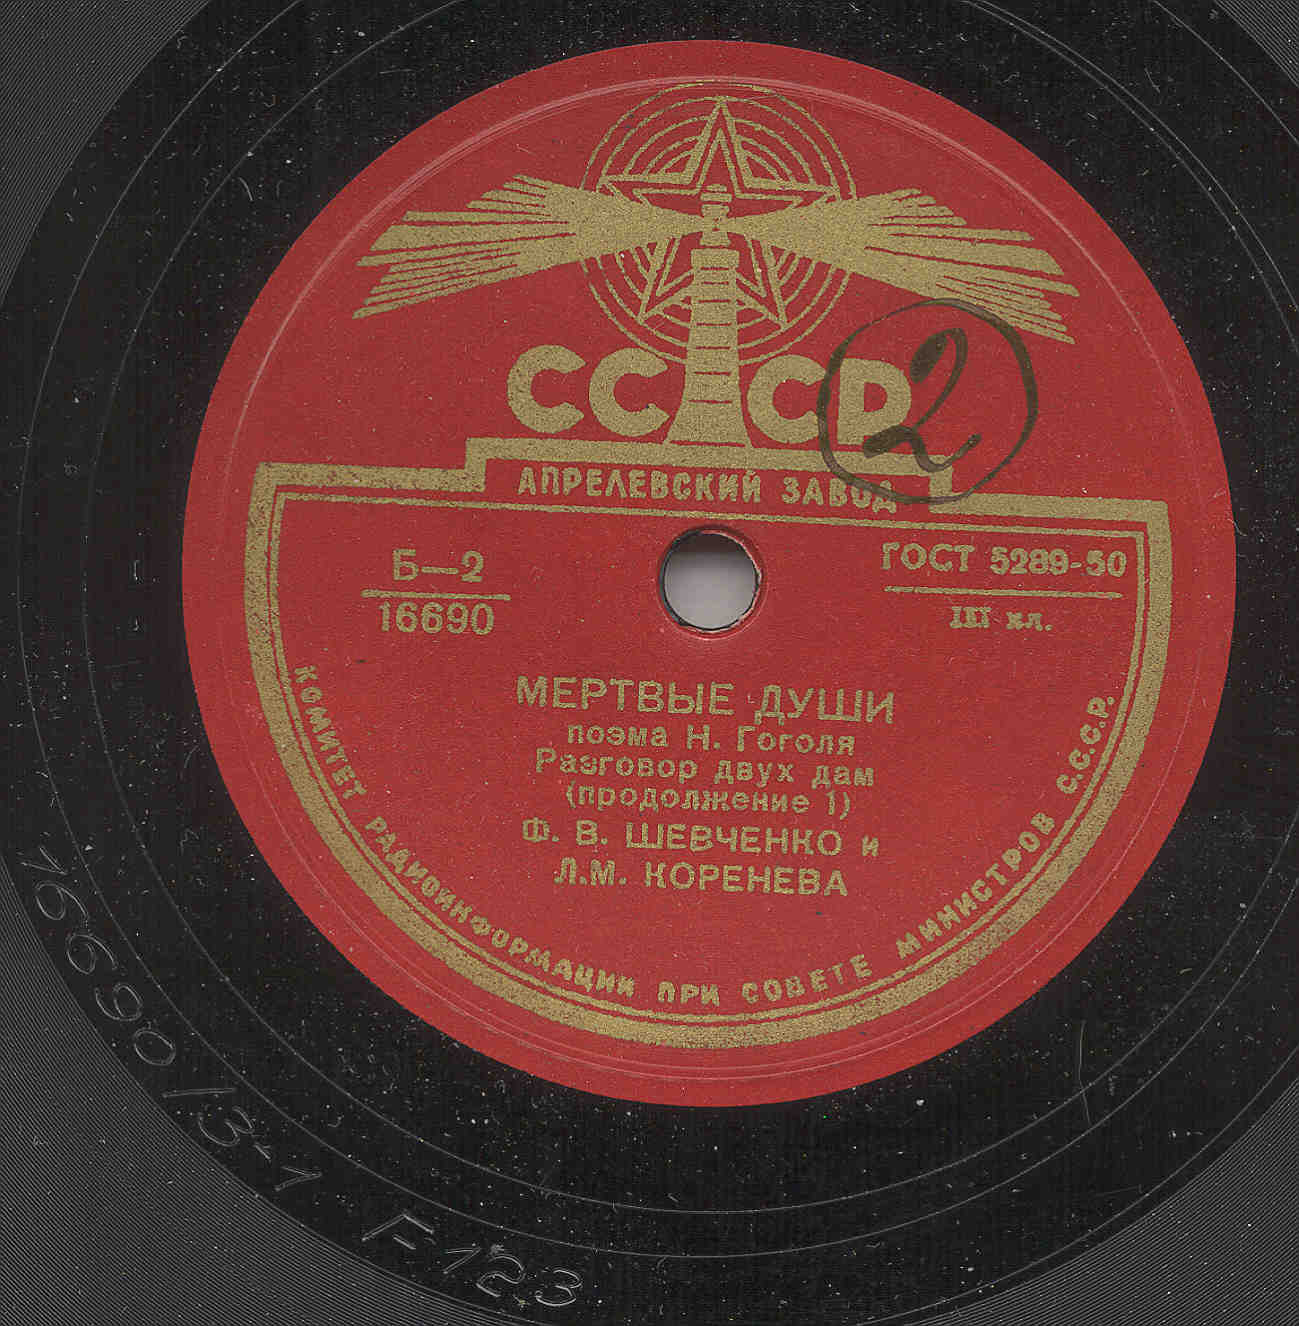 СССР
2
АПРЕЛЕВСКИЙ ЗАВОД
Б—2
16690
ГОСТ 5289-50
III кл.
МЕРТВЫЕ ДУШИ
поэма Н. Гоголя
Разговор двух дам
(продолжение 1)
Ф. В. ШЕВЧЕНКО и
Л.М. КОРЕНЕВА
КОМИТЕТ РАДИОИНФОРМАЦИИ ПРИ СОВЕТЕ МИНИСТРОВ С.С.С.Р.
16690/3-1 F-123